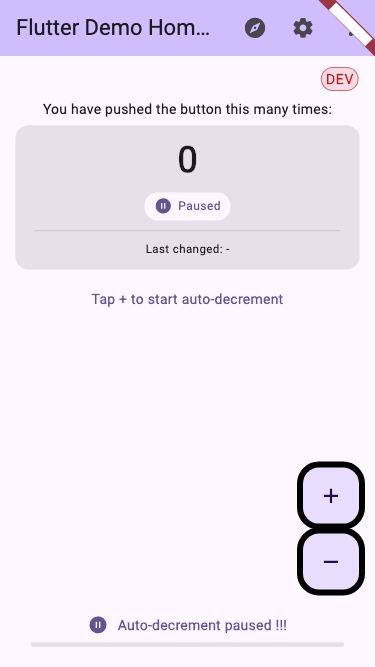 Flutter Demo Hom...
DEV
You have pushed the button this many times:
0
Paused
Last changed: -
Tap + to start auto-decrement
+
−
Auto-decrement paused !!!